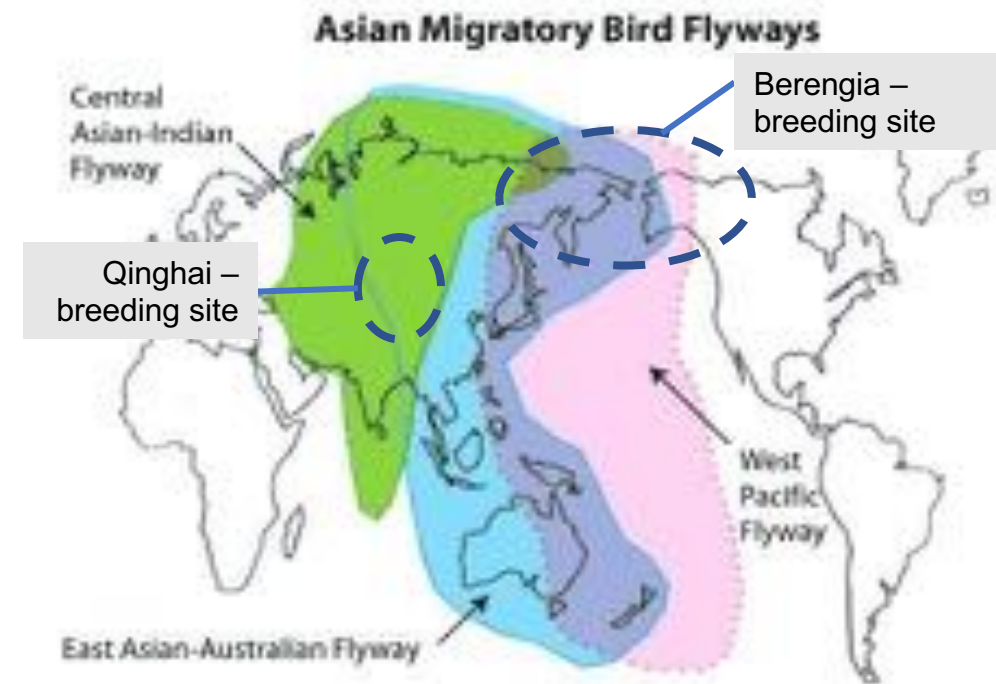 Asian Migratory Bird Flyways
Central
Asian-Indian
Flyway
Berengia –
breeding site
Qinghai –
breeding site
West
Pacific
Flyway
East Asian-Australian Flyway